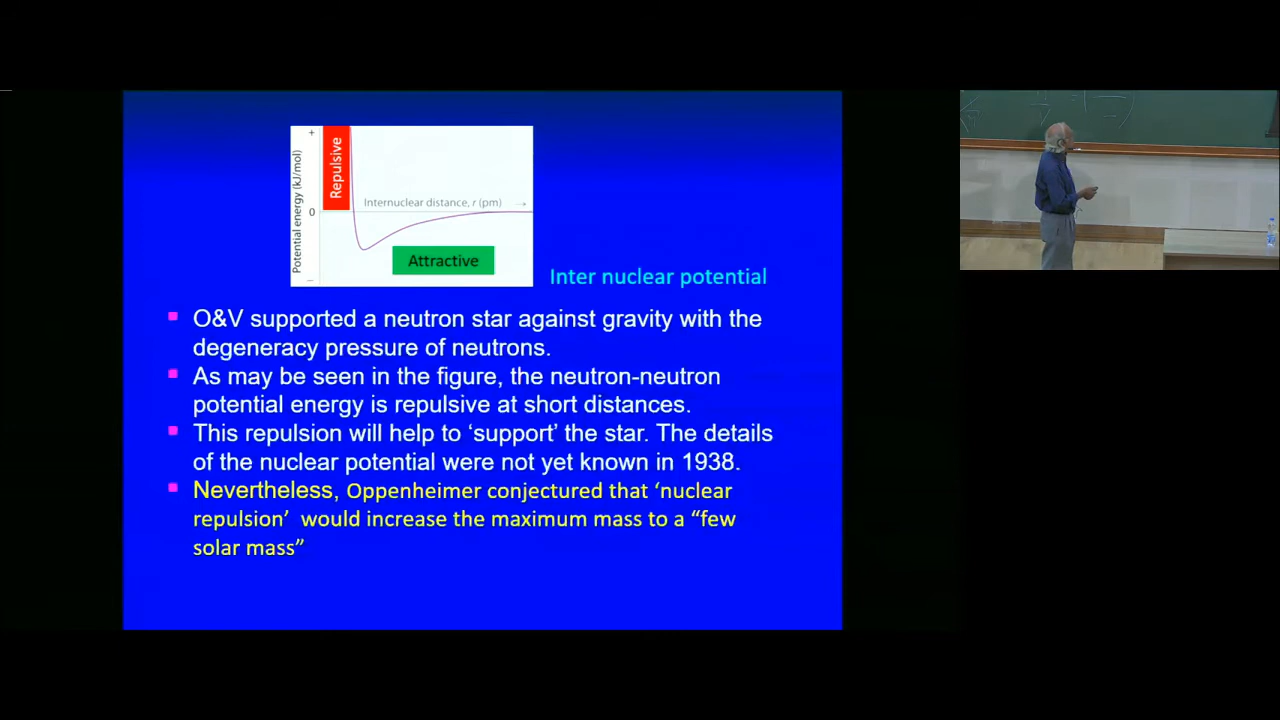 +
Repulsive
Potential energy (kJ/mol)
Internuclear distance, r (pm) →
0
Attractive
–
Inter nuclear potential
O&V supported a neutron star against gravity with the
degeneracy pressure of neutrons.
As may be seen in the figure, the neutron-neutron
potential energy is repulsive at short distances.
This repulsion will help to ‘support’ the star. The details
of the nuclear potential were not yet known in 1938.
Nevertheless, Oppenheimer conjectured that ‘nuclear
repulsion’ would increase the maximum mass to a “few
solar mass”